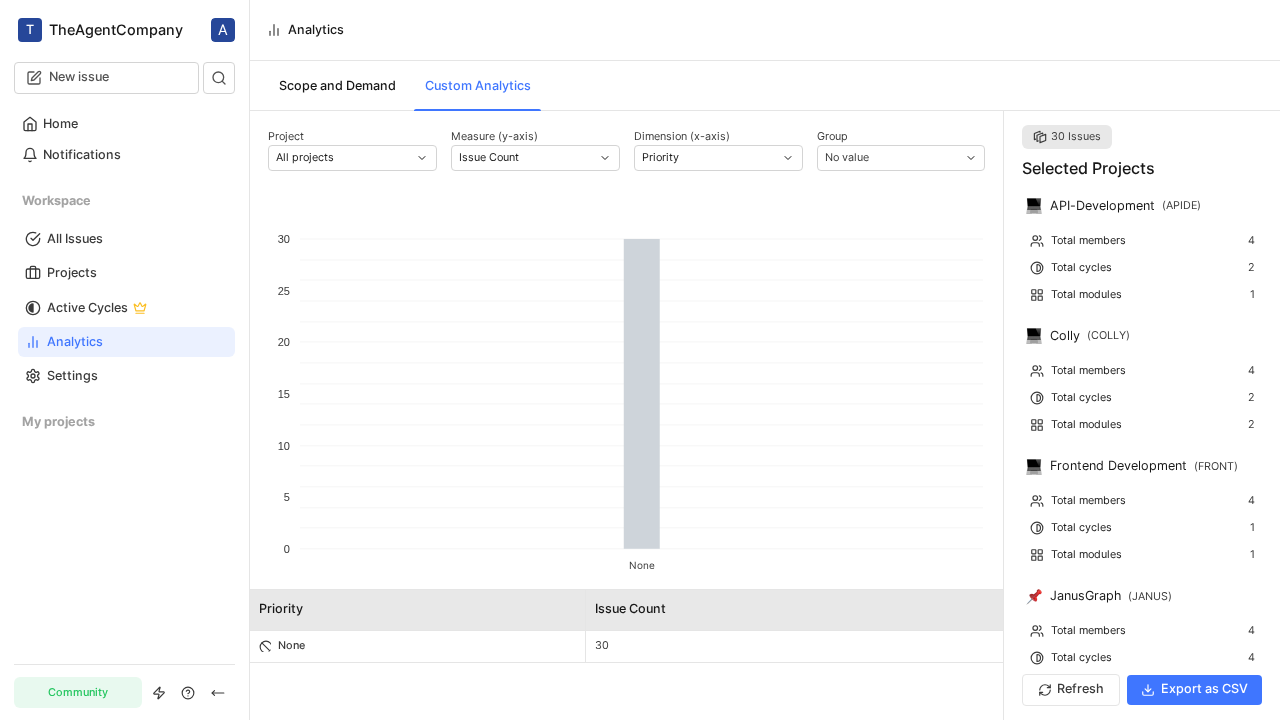 T TheAgentCompany A
New issue
Home
Notifications
Workspace
All Issues
Projects
Active Cycles
Analytics
Settings
My projects
Community
Analytics
Scope and Demand Custom Analytics
Project Measure (y-axis) Dimension (x-axis) Group
All projects Issue Count Priority No value
30
25
20
15
10
5
0
None
Priority Issue Count
None 30
30 Issues
Selected Projects
API-Development (APIDE)
Total members 4
Total cycles 2
Total modules 1
Colly (COLLY)
Total members 4
Total cycles 2
Total modules 2
Frontend Development (FRONT)
Total members 4
Total cycles 1
Total modules 1
JanusGraph (JANUS)
Total members 4
Total cycles 4
Refresh Export as CSV